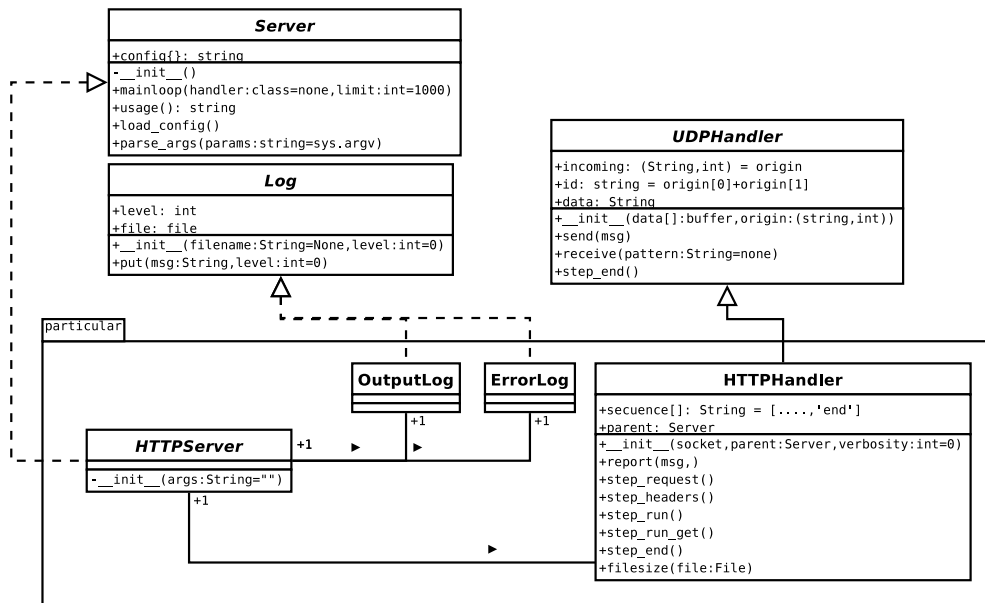 Server
+config{}: string
-__init__()
+mainloop(handler:class=none,limit:int=1000)
+usage(): string
+load_config()
+parse_args(params:string=sys.argv)
Log
+level: int
+file: file
+__init__(filename:String=None,level:int=0)
+put(msg:String,level:int=0)
UDPHandler
+incoming: (String,int) = origin
+id: string = origin[0]+origin[1]
+data: String
+__init__(data[]:buffer,origin:(string,int))
+send(msg)
+receive(pattern:String=none)
+step_end()
particular
OutputLog
+1
ErrorLog
+1
HTTPServer
-__init__(args:String="")
+1
+1
HTTPHandler
+secuence[]: String = [....,'end']
+parent: Server
+__init__(socket,parent:Server,verbosity:int=0)
+report(msg,)
+step_request()
+step_headers()
+step_run()
+step_run_get()
+step_end()
+filesize(file:File)